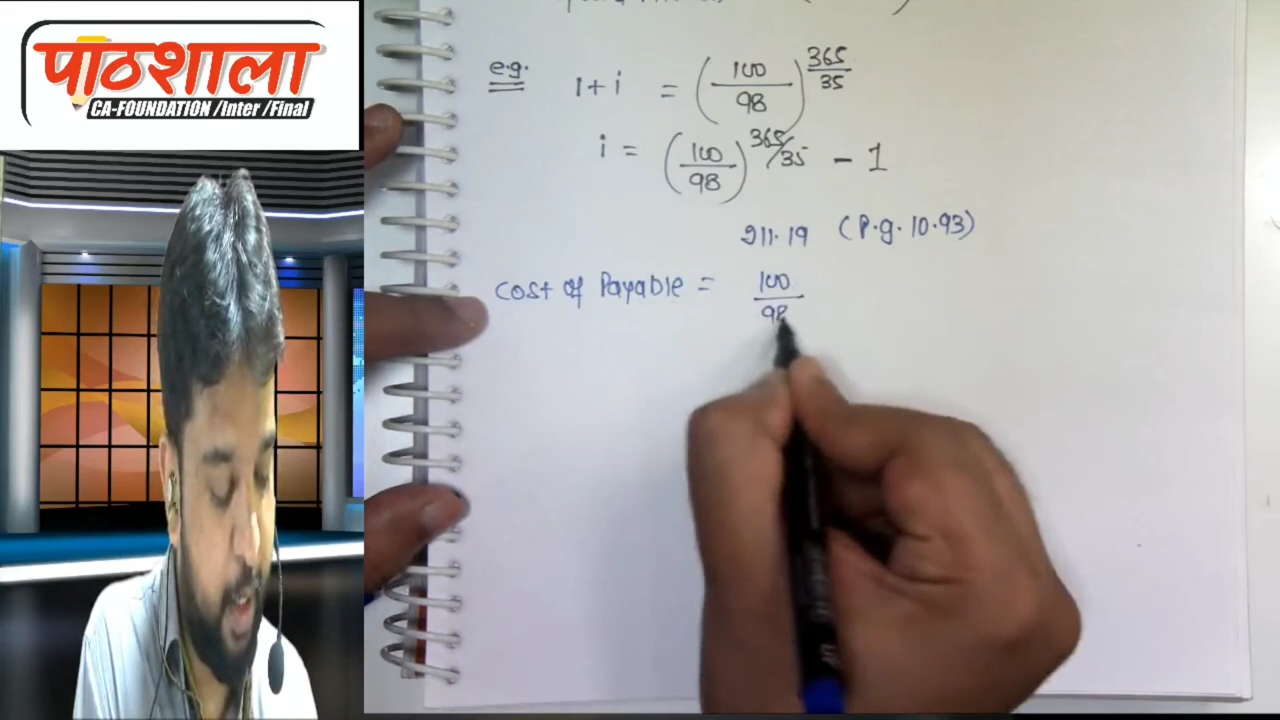 पाठशाला
CA-FOUNDATION /Inter /Final
e.g. 1+i = (100/98)^365/35
i = (100/98)^365/35 - 1
211.19 (P.g. 10.93)
Cost of Payable = 100/98